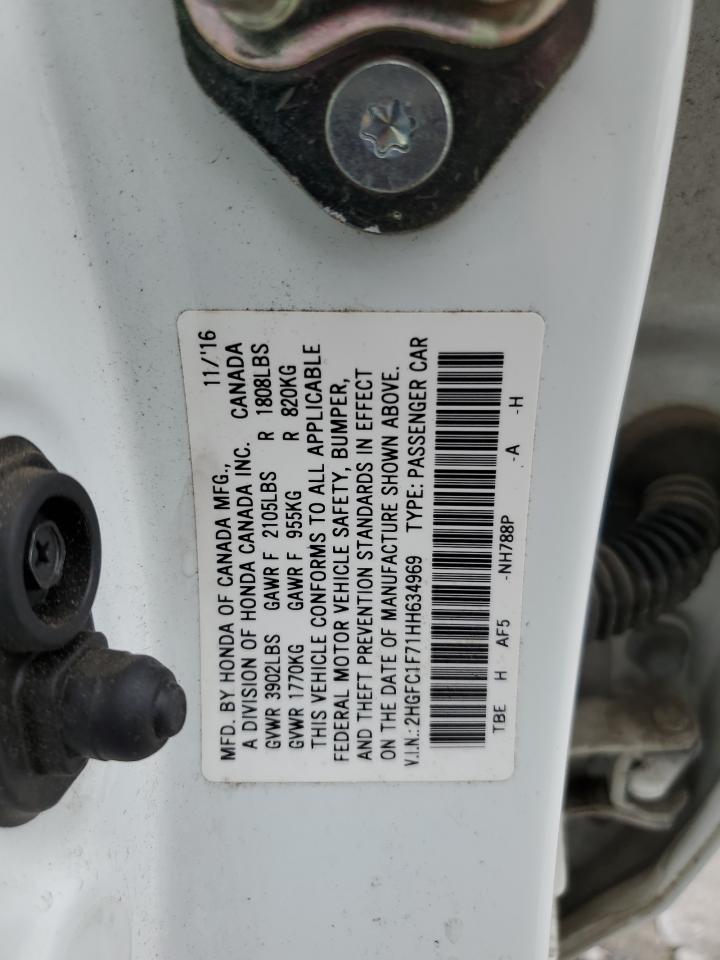 11/'16
MFD. BY HONDA OF CANADA MFG.,
A DIVISION OF HONDA CANADA INC. CANADA
GVWR 3902LBS GAWR F 2105LBS R 1808LBS
GVWR 1770KG GAWR F 955KG R 820KG
THIS VEHICLE CONFORMS TO ALL APPLICABLE
FEDERAL MOTOR VEHICLE SAFETY, BUMPER,
AND THEFT PREVENTION STANDARDS IN EFFECT
ON THE DATE OF MANUFACTURE SHOWN ABOVE.
V.I.N.:2HGFC1F71HH634969 TYPE: PASSENGER CAR
TBE H AF5 -NH788P -A -H